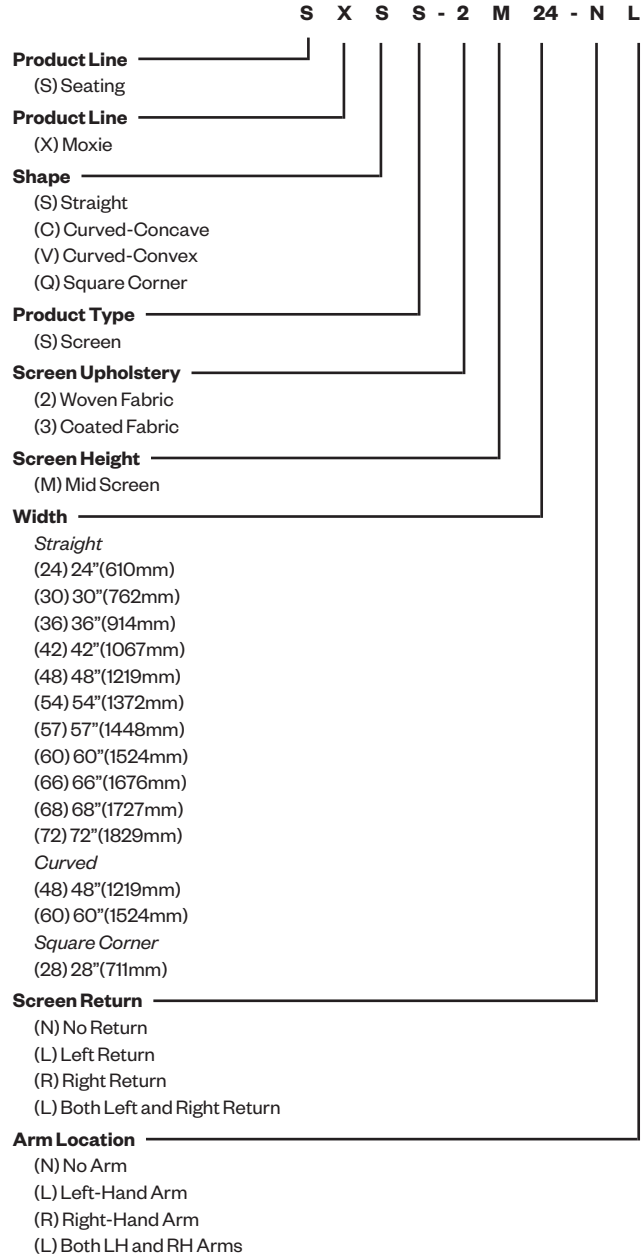 S X S S - 2 M 24 - N L
Product Line
(S) Seating
Product Line
(X) Moxie
Shape
(S) Straight
(C) Curved-Concave
(V) Curved-Convex
(Q) Square Corner
Product Type
(S) Screen
Screen Upholstery
(2) Woven Fabric
(3) Coated Fabric
Screen Height
(M) Mid Screen
Width
Straight
(24) 24”(610mm)
(30) 30”(762mm)
(36) 36”(914mm)
(42) 42”(1067mm)
(48) 48”(1219mm)
(54) 54”(1372mm)
(57) 57”(1448mm)
(60) 60”(1524mm)
(66) 66”(1676mm)
(68) 68”(1727mm)
(72) 72”(1829mm)
Curved
(48) 48”(1219mm)
(60) 60”(1524mm)
Square Corner
(28) 28”(711mm)
Screen Return
(N) No Return
(L) Left Return
(R) Right Return
(L) Both Left and Right Return
Arm Location
(N) No Arm
(L) Left-Hand Arm
(R) Right-Hand Arm
(L) Both LH and RH Arms